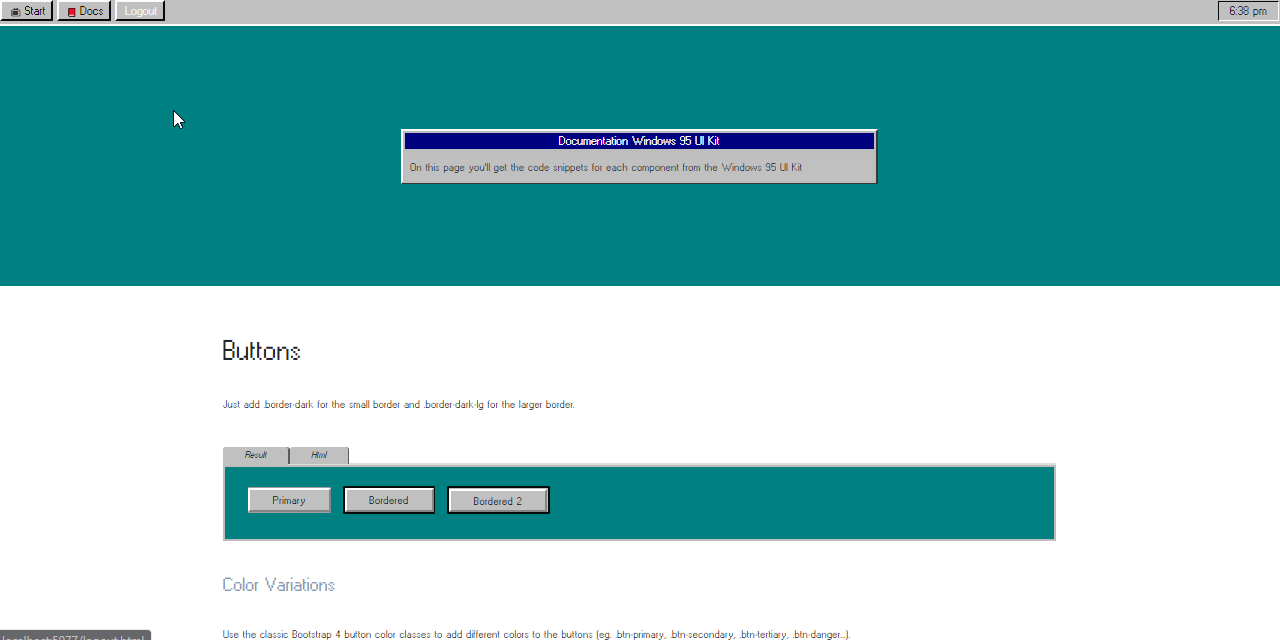 Start Docs Logout 6:38 pm
Documentation Windows 95 UI Kit
On this page you'll get the code snippets for each component from the Windows 95 UI Kit
Buttons
Just add .border-dark for the small border and .border-dark-lg for the larger border.
Result Html
Primary Bordered Bordered 2
Color Variations
Use the classic Bootstrap 4 button color classes to add different colors to the buttons (eg. .btn-primary, .btn-secondary, .btn-tertiary, .btn-danger...).